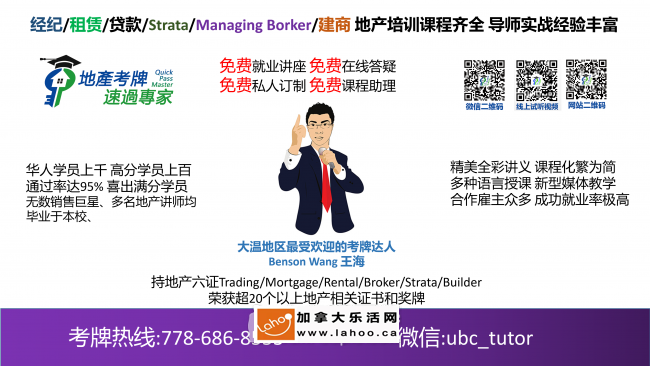 经纪/租赁/贷款/Strata/Managing Borker/建商 地产培训课程齐全 导师实战经验丰富
地產考牌 Quick Pass Master
速過專家
免费就业讲座 免费在线答疑
免费私人订制 免费课程助理
微信二维码 线上试听视频 网站二维码
华人学员上千 高分学员上百
通过率达95% 喜出满分学员
无数销售巨星、多名地产讲师均
毕业于本校、
精美全彩讲义 课程化繁为简
多种语言授课 新型媒体教学
合作雇主众多 成功就业率极高
大温地区最受欢迎的考牌达人
Benson Wang 王海
持地产六证Trading/Mortgage/Rental/Broker/Strata/Builder
荣获超20个以上地产相关证书和奖牌
考牌热线:778-686- 微信:ubc_tutor
Lahoo 加拿大乐活网
www.lahoo.ca